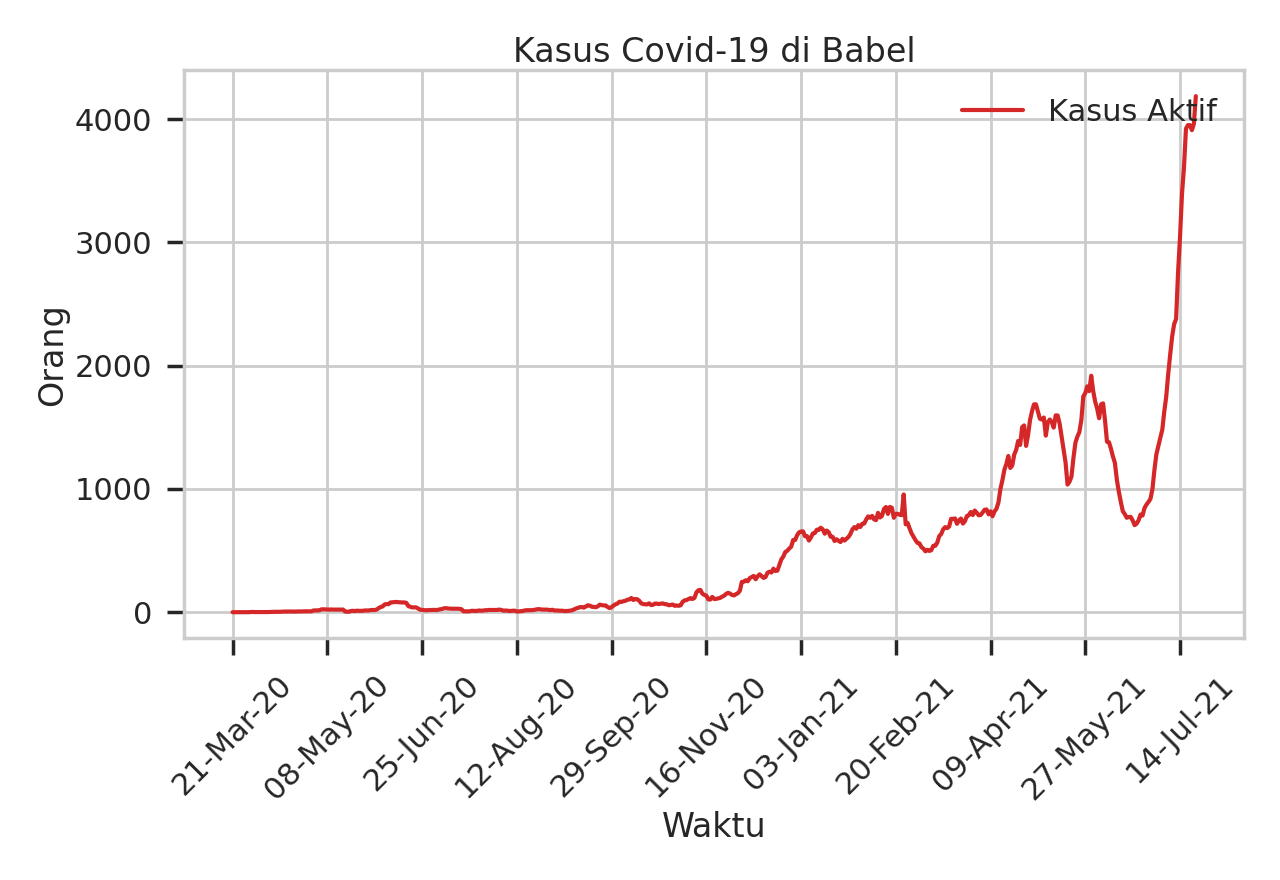 Kasus Covid-19 di Babel
Kasus Aktif
4000
3000
2000
1000
0
Orang
21-Mar-20
08-May-20
25-Jun-20
12-Aug-20
29-Sep-20
16-Nov-20
03-Jan-21
20-Feb-21
09-Apr-21
27-May-21
14-Jul-21
Waktu